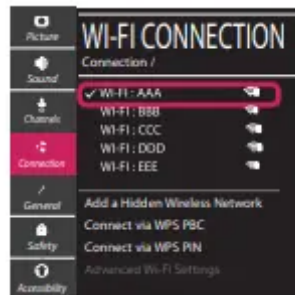 Picture
Sound
Channels
Connection
General
Safety
Accessibility
WI-FI CONNECTION
Connection /
✓ WI-FI : AAA
WI-FI : BBB
WI-FI : CCC
WI-FI : DDD
WI-FI : EEE
Add a Hidden Wireless Network
Connect via WPS PBC
Connect via WPS PIN
Advanced Wi-Fi Settings